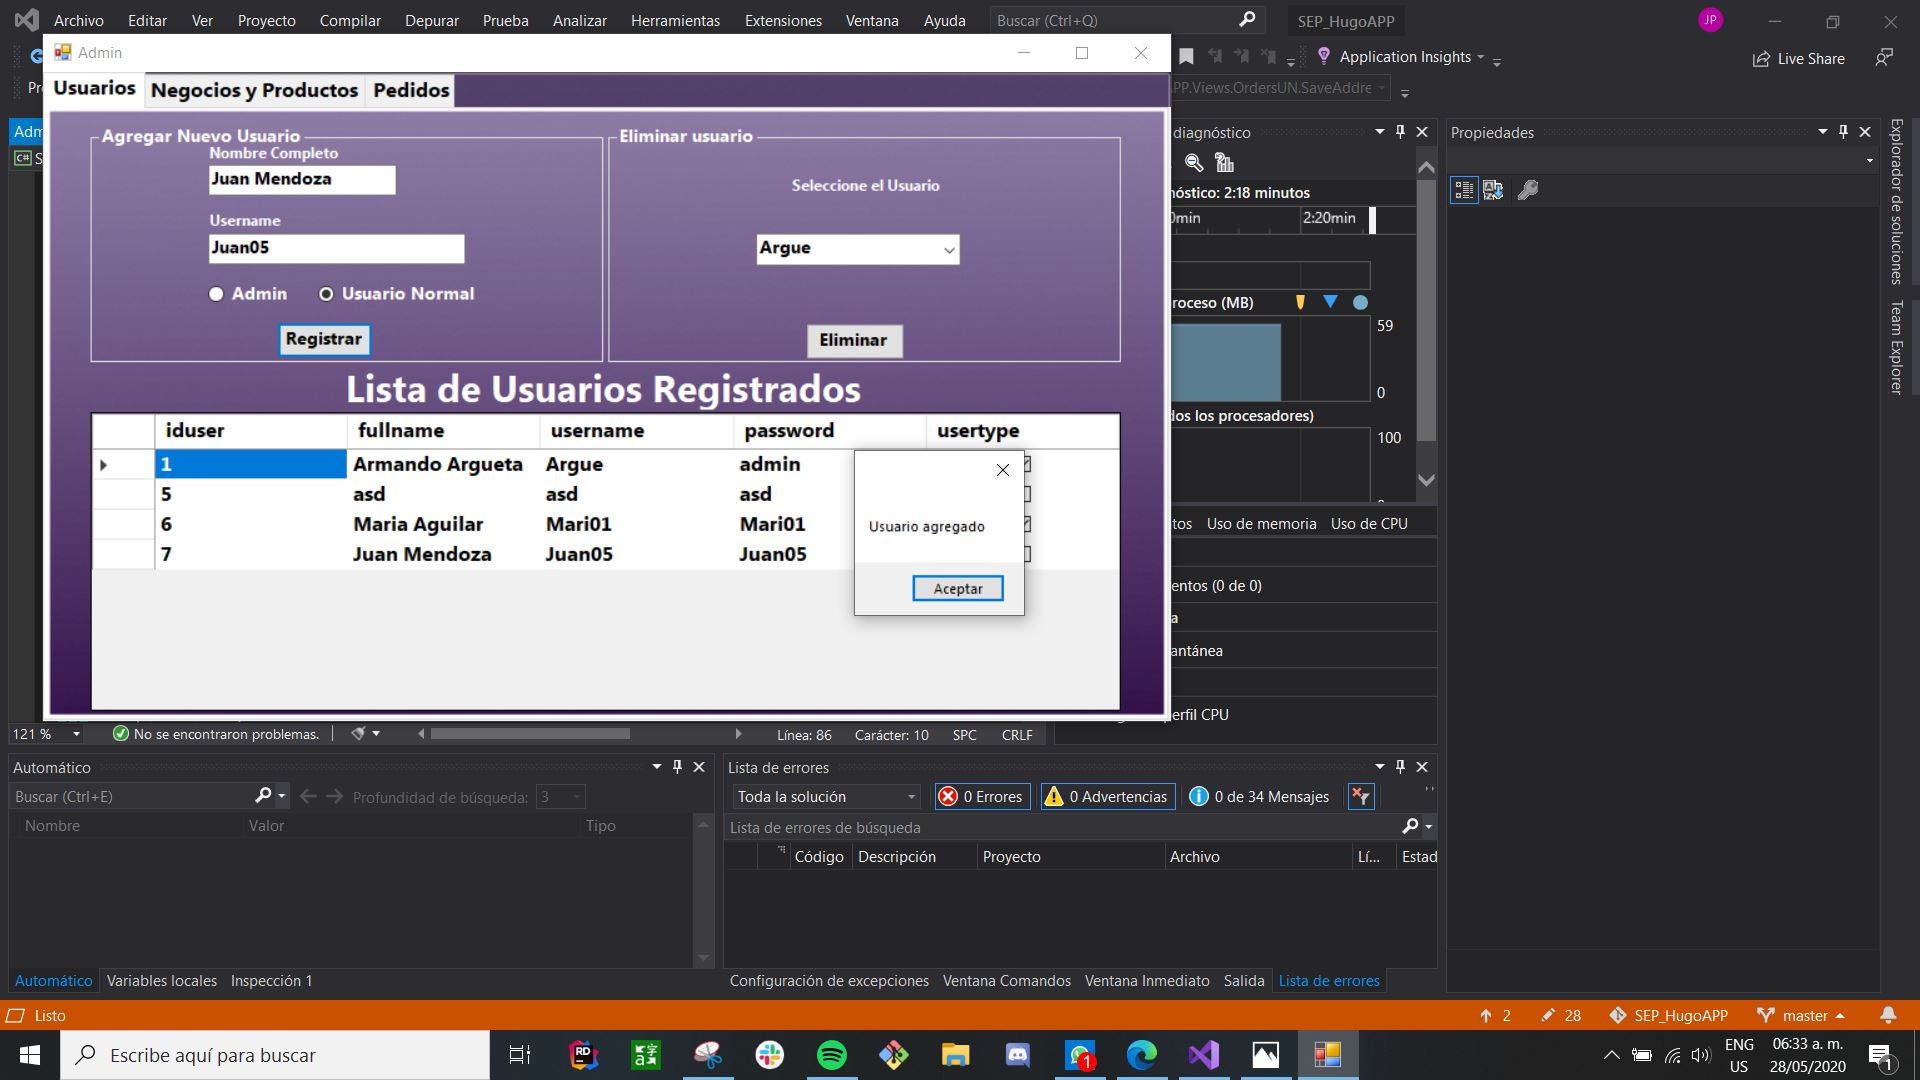 Archivo Editar Ver Proyecto Compilar Depurar Prueba Analizar Herramientas Extensiones Ventana Ayuda Buscar (Ctrl+Q) SEP_HugoAPP JP
Admin
Application Insights Live Share
Usuarios Negocios y Productos Pedidos
PP.Views.OrdersUN.SaveAddre
Agregar Nuevo Usuario
Nombre Completo
Juan Mendoza
Username
Juan05
Admin Usuario Normal
Registrar
Eliminar usuario
Seleccione el Usuario
Argue
Eliminar
Lista de Usuarios Registrados
iduser fullname username password usertype
1 Armando Argueta Argue admin
5 asd asd asd
6 Maria Aguilar Mari01 Mari01
7 Juan Mendoza Juan05 Juan05
Usuario agregado
Aceptar
diagnóstico
nóstico: 2:18 minutos
0min 2:20min
roceso (MB)
59
0
dos los procesadores)
100
tos Uso de memoria Uso de CPU
entos (0 de 0)
a
antánea
erfil CPU
Propiedades
Explorador de soluciones
Team Explorer
121 % No se encontraron problemas. Línea: 86 Carácter: 10 SPC CRLF
Automático
Buscar (Ctrl+E) Profundidad de búsqueda: 3
Nombre Valor Tipo
Automático Variables locales Inspección 1
Lista de errores
Toda la solución 0 Errores 0 Advertencias 0 de 34 Mensajes
Lista de errores de búsqueda
Código Descripción Proyecto Archivo Lí... Estad
Configuración de excepciones Ventana Comandos Ventana Inmediato Salida Lista de errores
Listo 2 28 SEP_HugoAPP master
Escribe aquí para buscar
RD
1
ENG
US
06:33 a. m.
28/05/2020
1